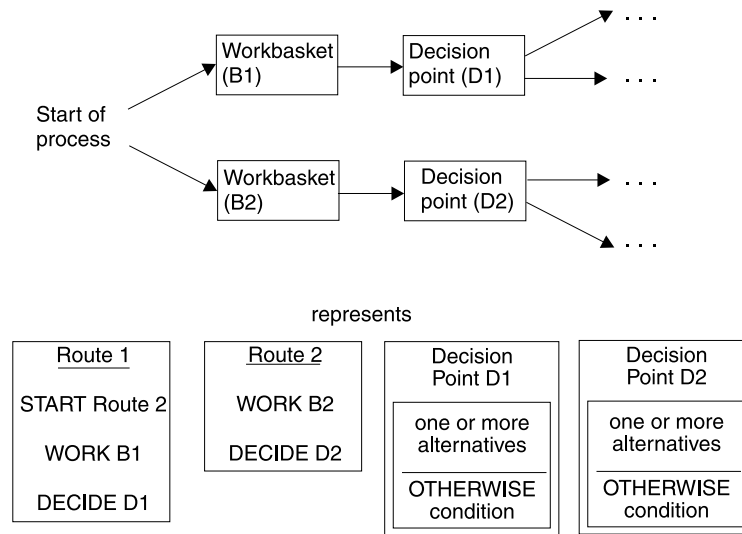 . . .
Workbasket
(B1)
Decision
point (D1)
. . .
Start of
process
Workbasket
(B2)
Decision
point (D2)
. . .
. . .
represents
Route 1
START Route 2
WORK B1
DECIDE D1
Route 2
WORK B2
DECIDE D2
Decision
Point D1
one or more
alternatives
OTHERWISE
condition
Decision
Point D2
one or more
alternatives
OTHERWISE
condition